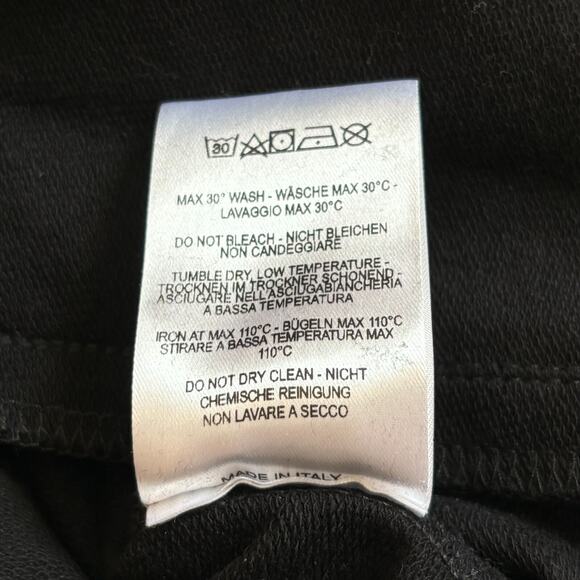 30
MAX 30° WASH - WÄSCHE MAX 30°C -
LAVAGGIO MAX 30°C
DO NOT BLEACH - NICHT BLEICHEN
NON CANDEGGIARE
TUMBLE DRY, LOW TEMPERATURE -
TROCKNEN IM TROCKNER SCHONEND -
ASCIUGARE NELL ASCIUGABIANCHERIA
A BASSA TEMPERATURA
IRON AT MAX 110°C - BÜGELN MAX 110°C
STIRARE A BASSA TEMPERATURA MAX
110°C
DO NOT DRY CLEAN - NICHT
CHEMISCHE REINIGUNG
NON LAVARE A SECCO
MADE IN ITALY